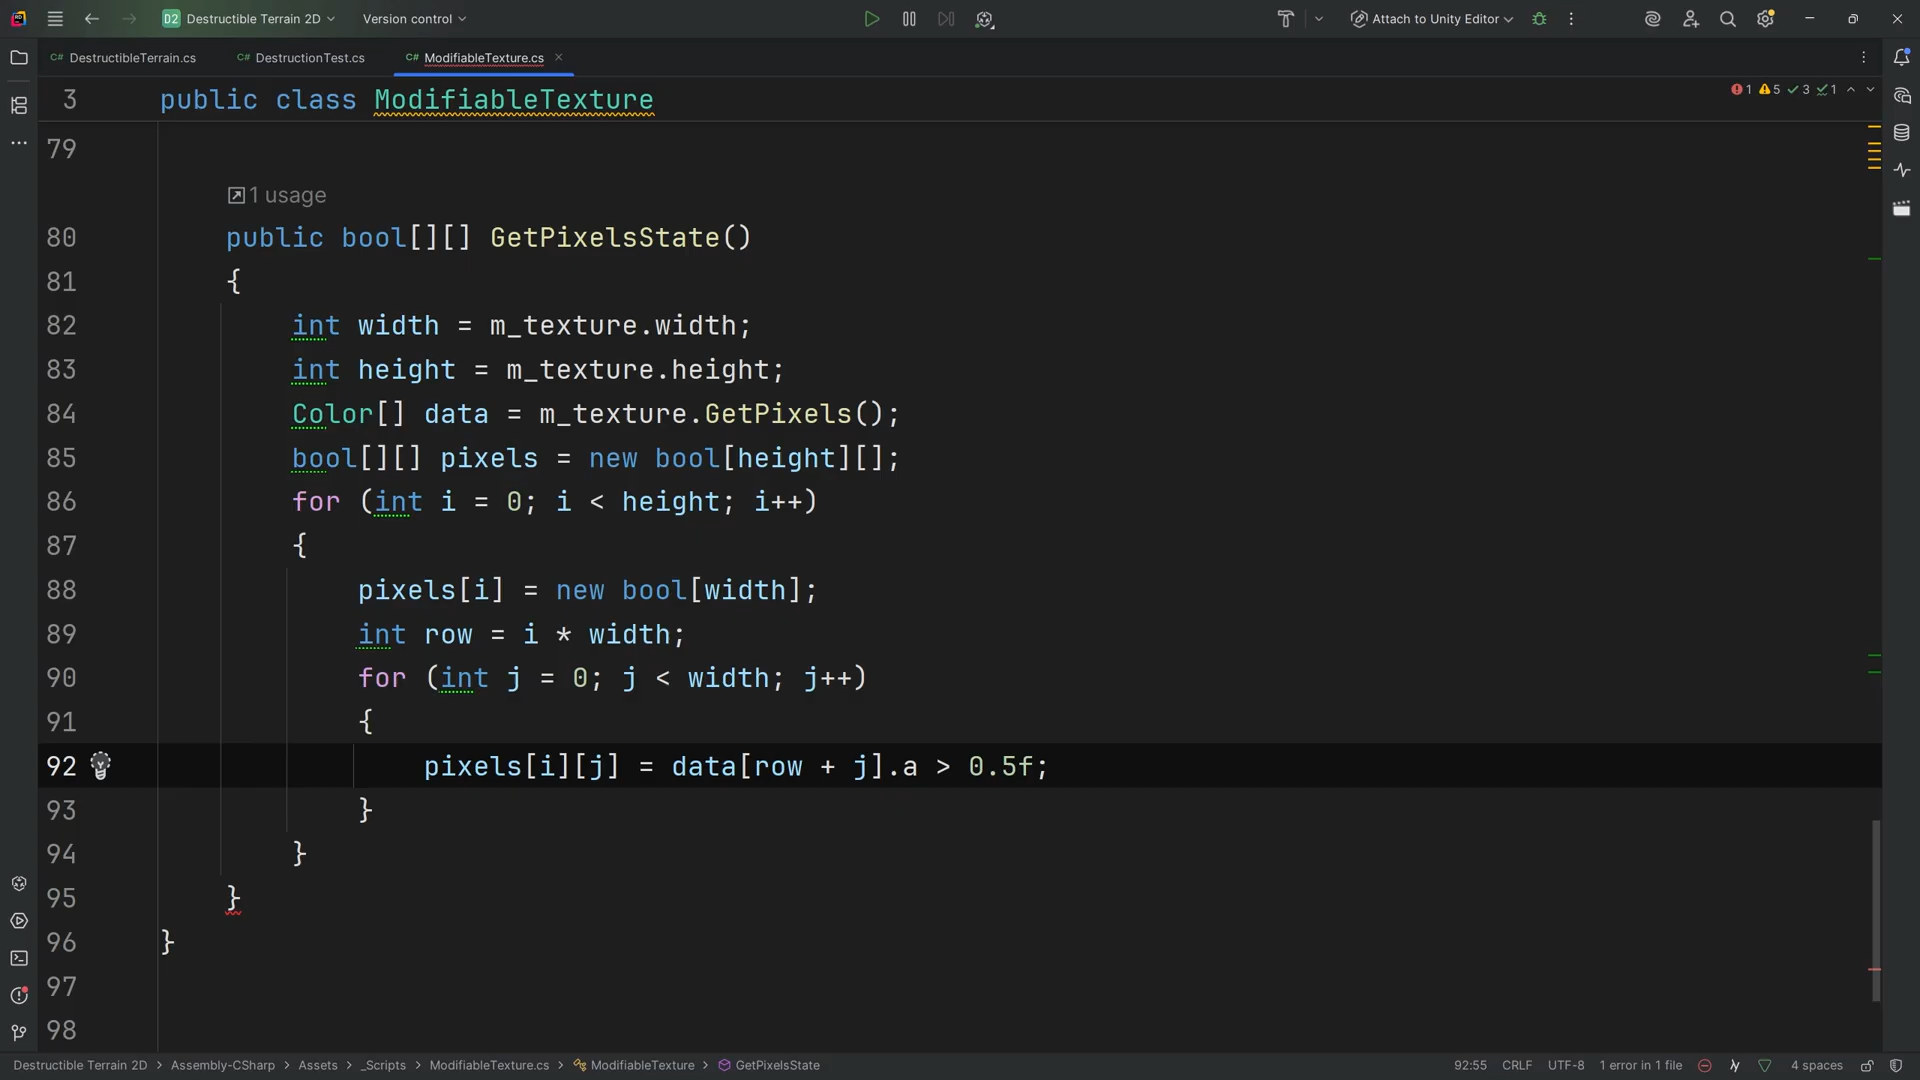 D2 Destructible Terrain 2D Version control Attach to Unity Editor
C# DestructibleTerrain.cs C# DestructionTest.cs C# ModifiableTexture.cs
3 public class ModifiableTexture
1 5 3 1
79
1 usage
80 public bool[][] GetPixelsState()
81 {
82 int width = m_texture.width;
83 int height = m_texture.height;
84 Color[] data = m_texture.GetPixels();
85 bool[][] pixels = new bool[height][];
86 for (int i = 0; i < height; i++)
87 {
88 pixels[i] = new bool[width];
89 int row = i * width;
90 for (int j = 0; j < width; j++)
91 {
92 pixels[i][j] = data[row + j].a > 0.5f;
93 }
94 }
95 }
96 }
97
98
Destructible Terrain 2D > Assembly-CSharp > Assets > _Scripts > ModifiableTexture.cs > ModifiableTexture > GetPixelsState 92:55 CRLF UTF-8 1 error in 1 file 4 spaces